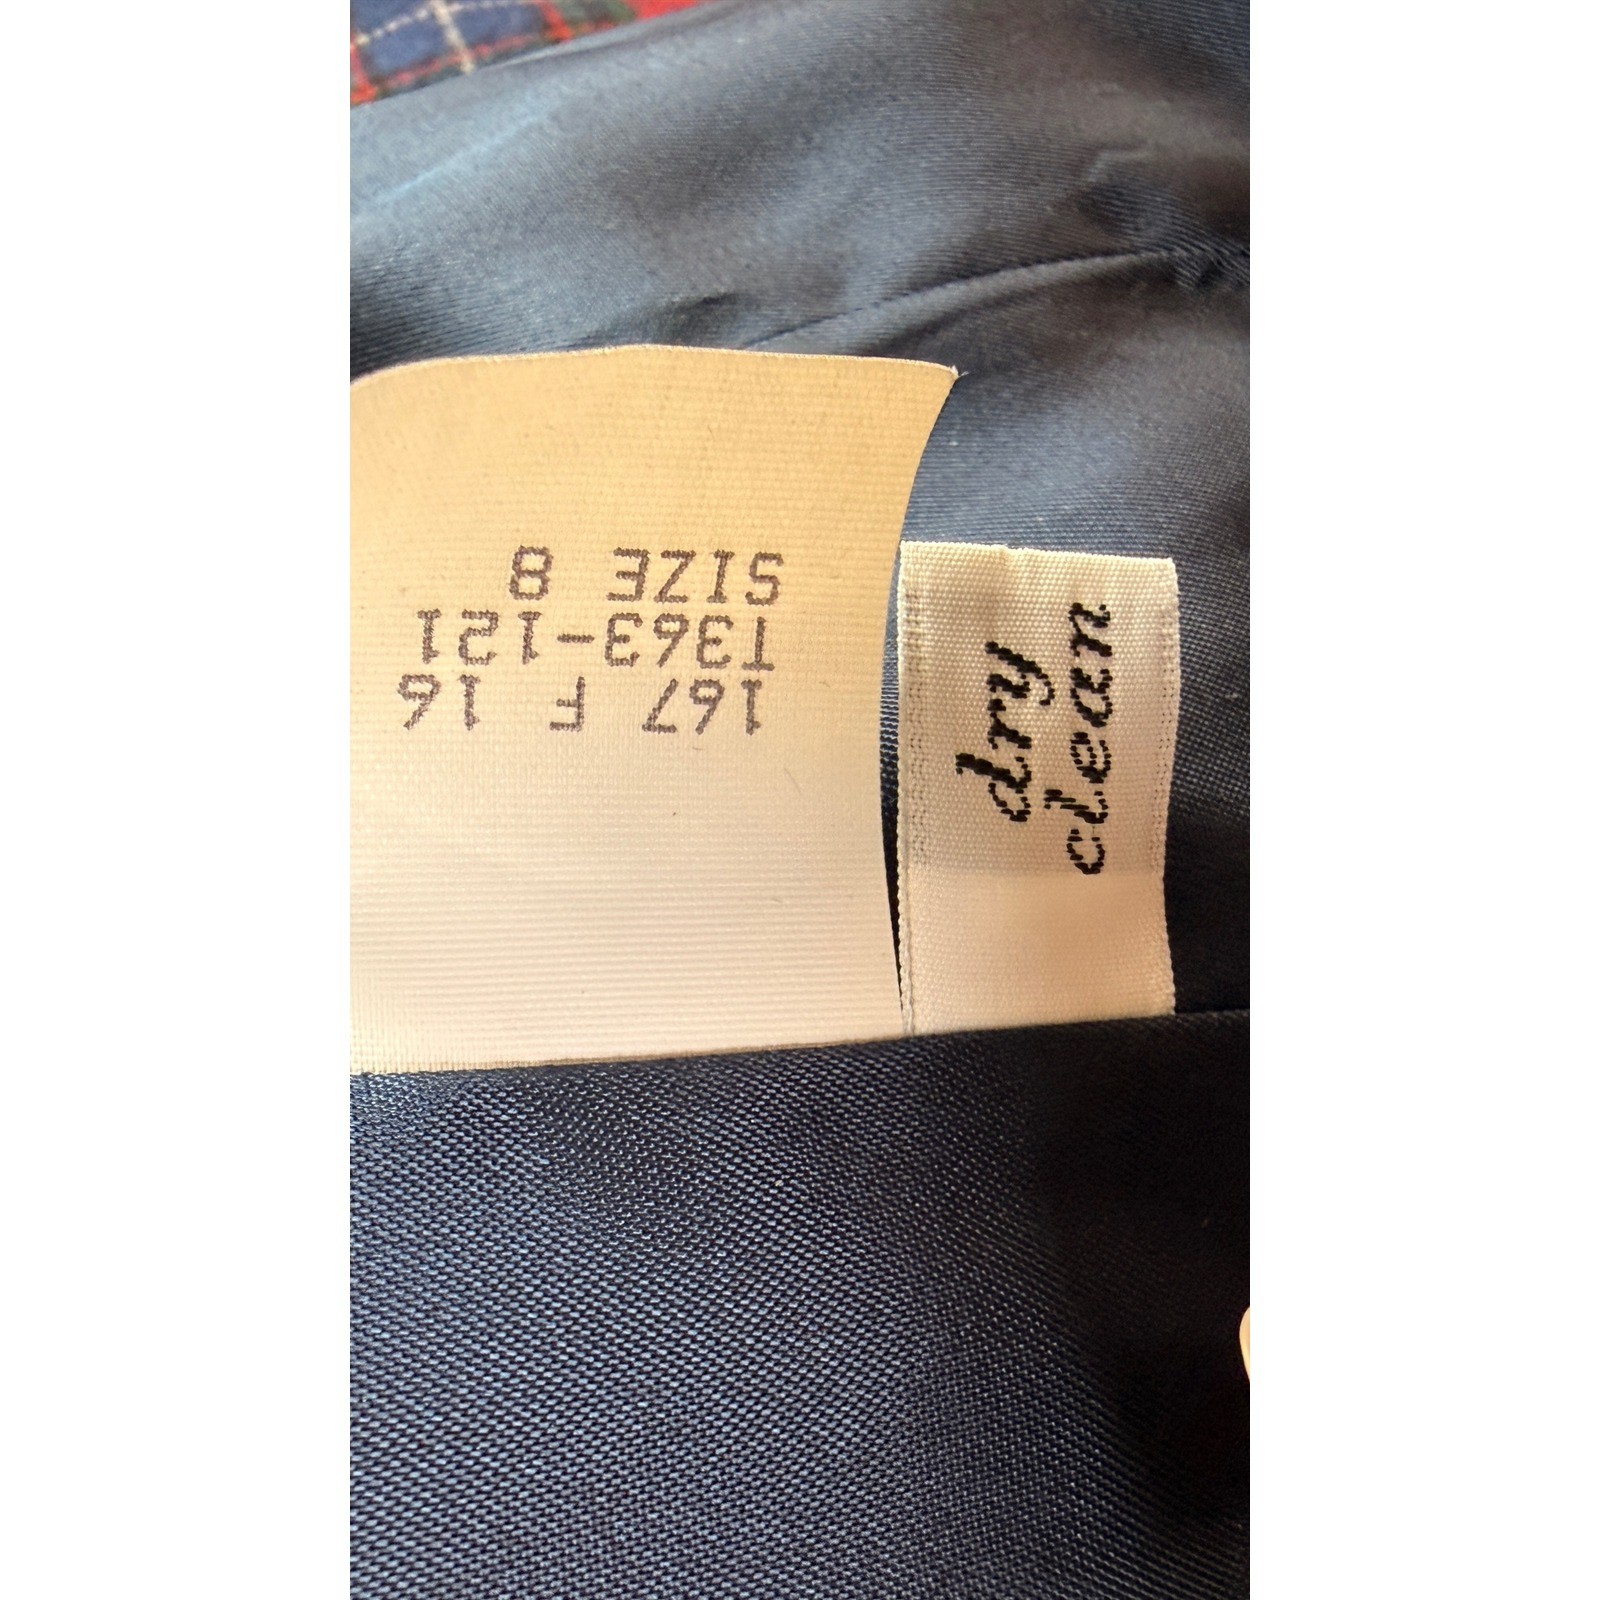 167 F 16
T363-121
SIZE 8
dry
clean